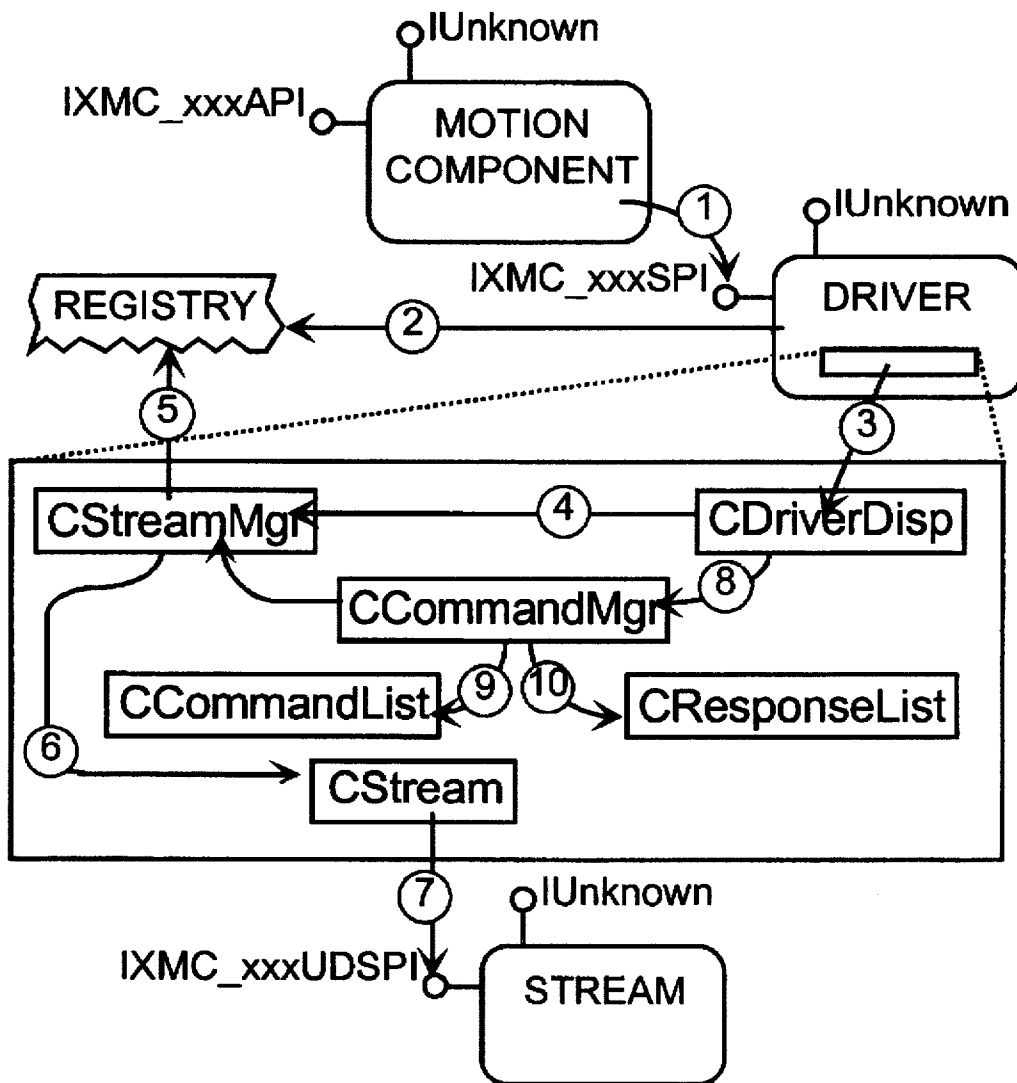 IUnknown
IXMC_xxxAPI
MOTION
COMPONENT
1
IUnknown
IXMC_xxxSPI
DRIVER
REGISTRY
2
5
3
CStreamMgr
4
CDriverDisp
8
CCommandMgr
9
10
CCommandList
CResponseList
6
CStream
7
IUnknown
IXMC_xxxUDSPI
STREAM